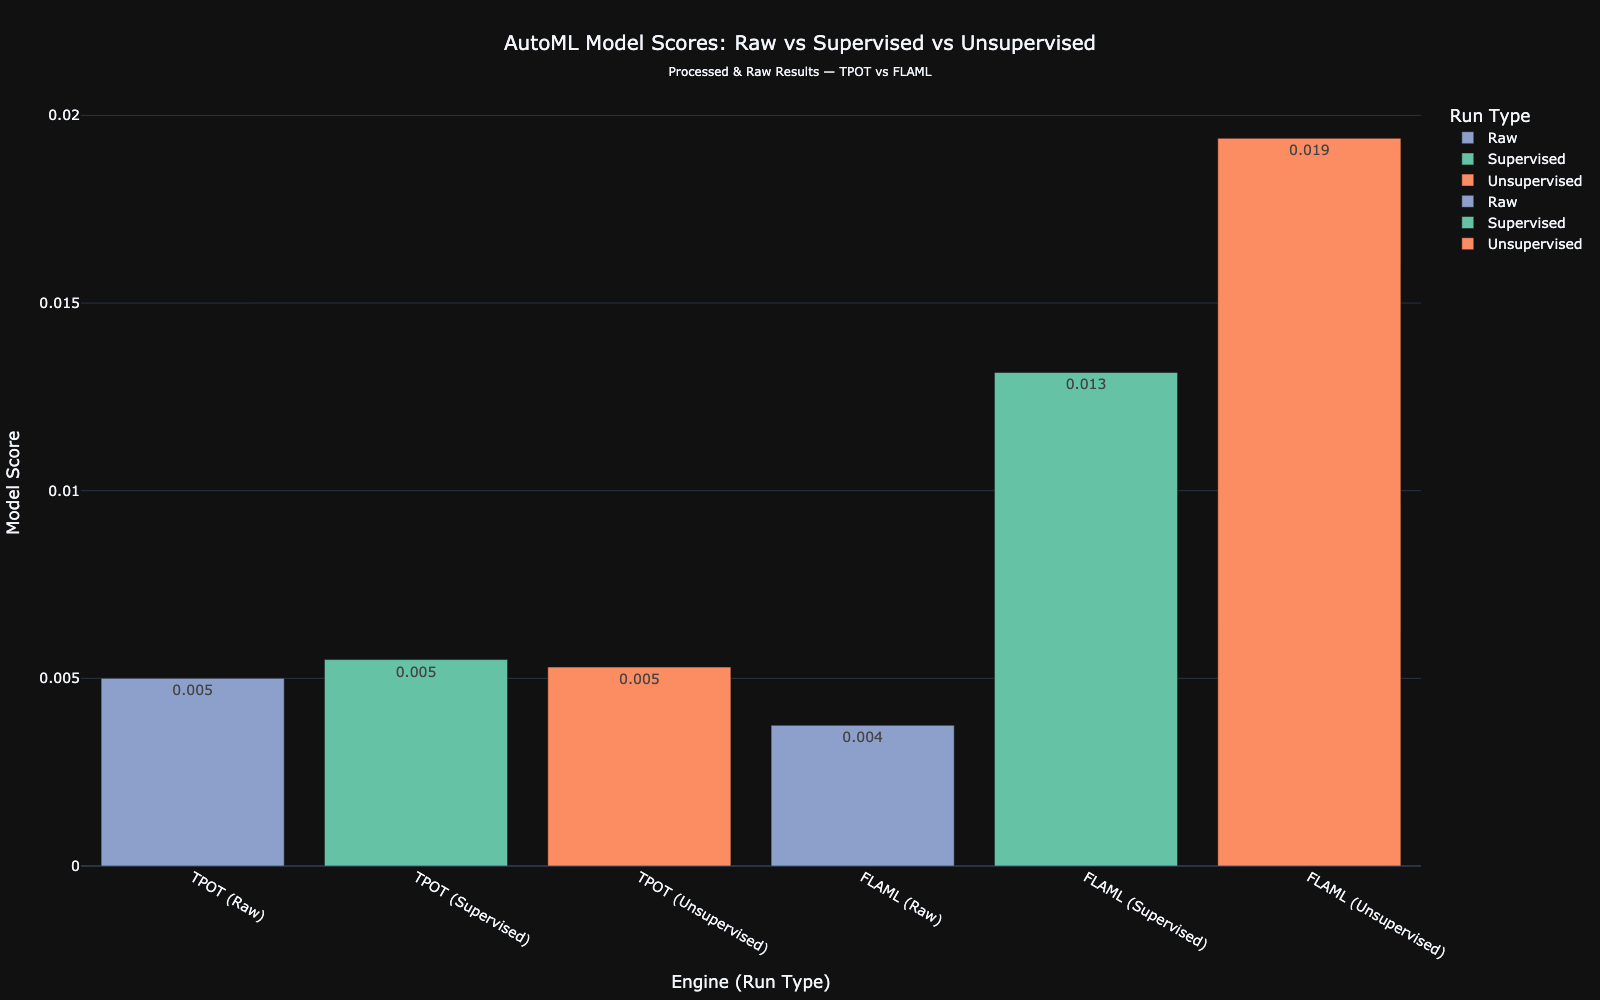 AutoML Model Scores: Raw vs Supervised vs Unsupervised
Processed & Raw Results — TPOT vs FLAML
Run Type
Raw
Supervised
Unsupervised
Raw
Supervised
Unsupervised
Model Score
0.02
0.015
0.01
0.005
0
0.005
0.005
0.005
0.004
0.013
0.019
TPOT (Raw)
TPOT (Supervised)
TPOT (Unsupervised)
FLAML (Raw)
FLAML (Supervised)
FLAML (Unsupervised)
Engine (Run Type)